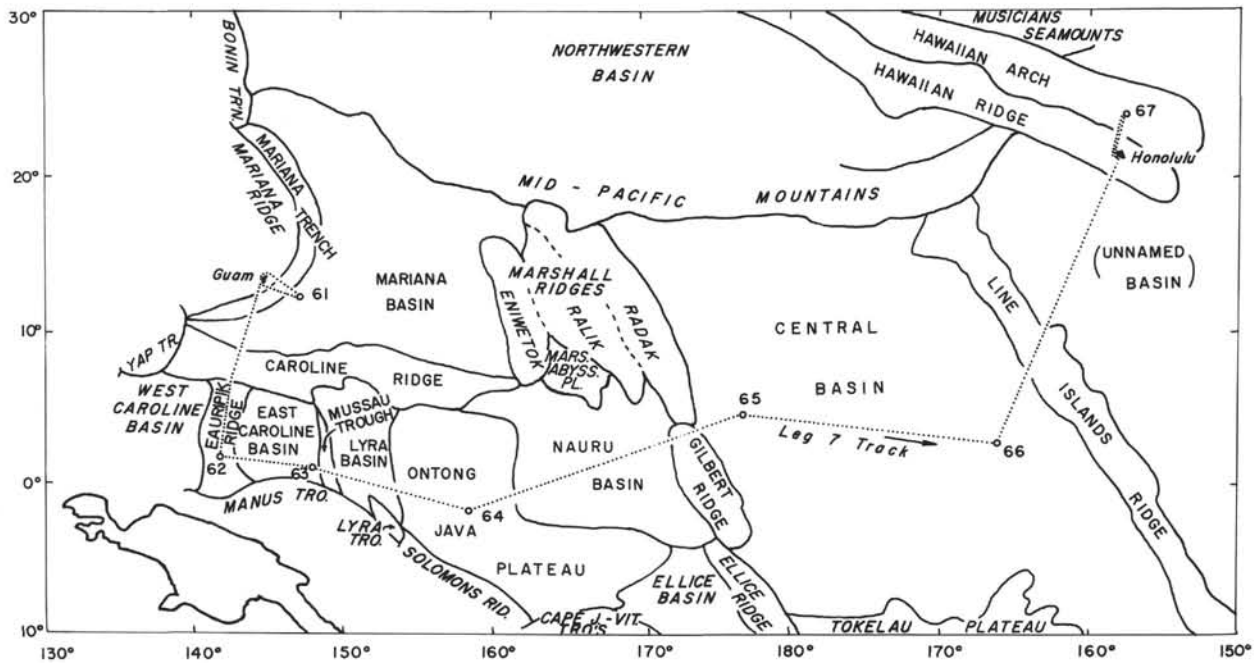 30°
MUSICIANS
SEAMOUNTS
BONIN TR'N.
NORTHWESTERN
BASIN
HAWAIIAN ARCH
HAWAIIAN RIDGE
67
Honolulu
20°
MARIANA
TRENCH
MARIANA
RIDGE
MID - PACIFIC MOUNTAINS
Guam
61
MARIANA
BASIN
MARSHALL
RIDGES
ENIWETOK
RALIK
RADAK
(UNNAMED
BASIN)
LINE
ISLANDS
RIDGE
10°
CENTRAL
BASIN
YAP TR.
CAROLINE
RIDGE
MARS.
ABYSS.
PL.
WEST
CAROLINE
BASIN
EAURIPIK
RIDGE
EAST
CAROLINE
BASIN
MUSSAU
TROUGH
LYRA
BASIN
ONTONG
JAVA
PLATEAU
NAURU
BASIN
65
Leg 7 Track
66
62
63
64
GILBERT
RIDGE
0°
MANUS TRO.
LYRA-
TRO.
SOLOMONS RID.
ELLICE
BASIN
ELLICE
RIDGE
CAPE J.-VIT.
TRO'S
TOKELAU PLATEAU
10°
130° 140° 150° 160° 170° 180° 170° 160° 150°